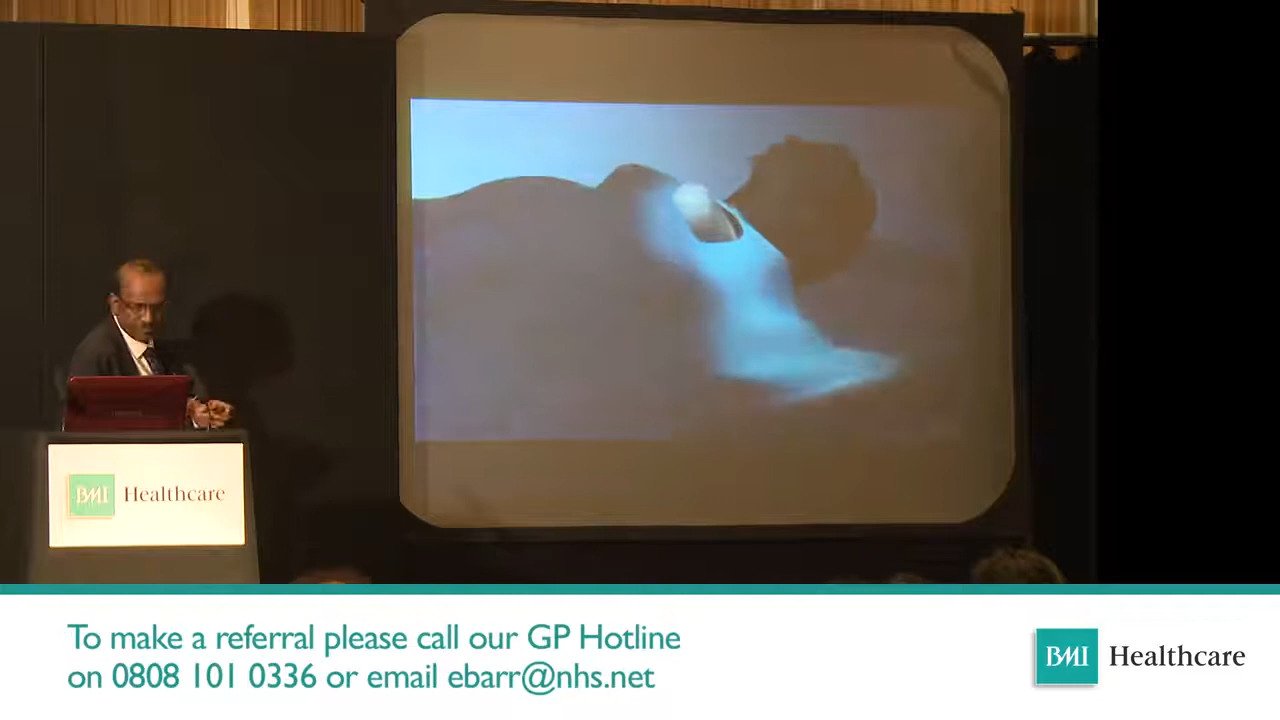 BMI Healthcare
To make a referral please call our GP Hotline
on 0808 101 0336 or email ebarr@nhs.net
BMI Healthcare